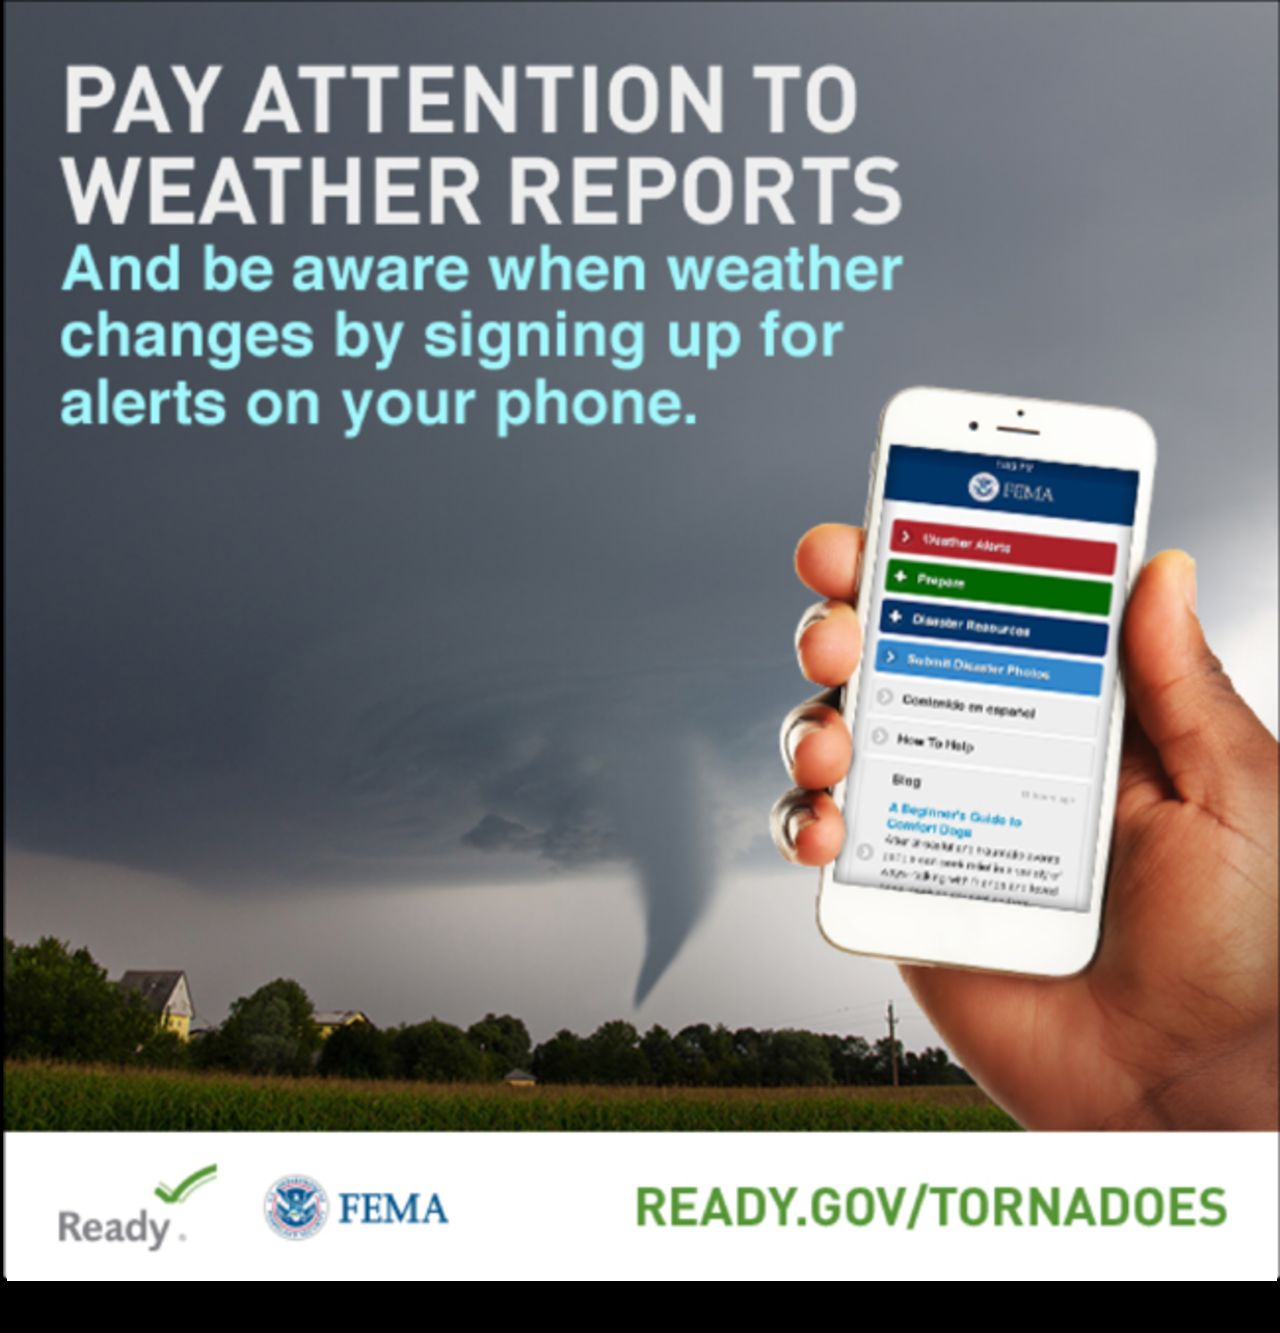 PAY ATTENTION TO
WEATHER REPORTS
And be aware when weather
changes by signing up for
alerts on your phone.
FEMA
Weather Alerts
Prepare
Disaster Resources
Submit Disaster Photos
Contenido en español
How To Help
Blog
A Beginner's Guide to
Comfort Dogs
Ready
FEMA
READY.GOV/TORNADOES